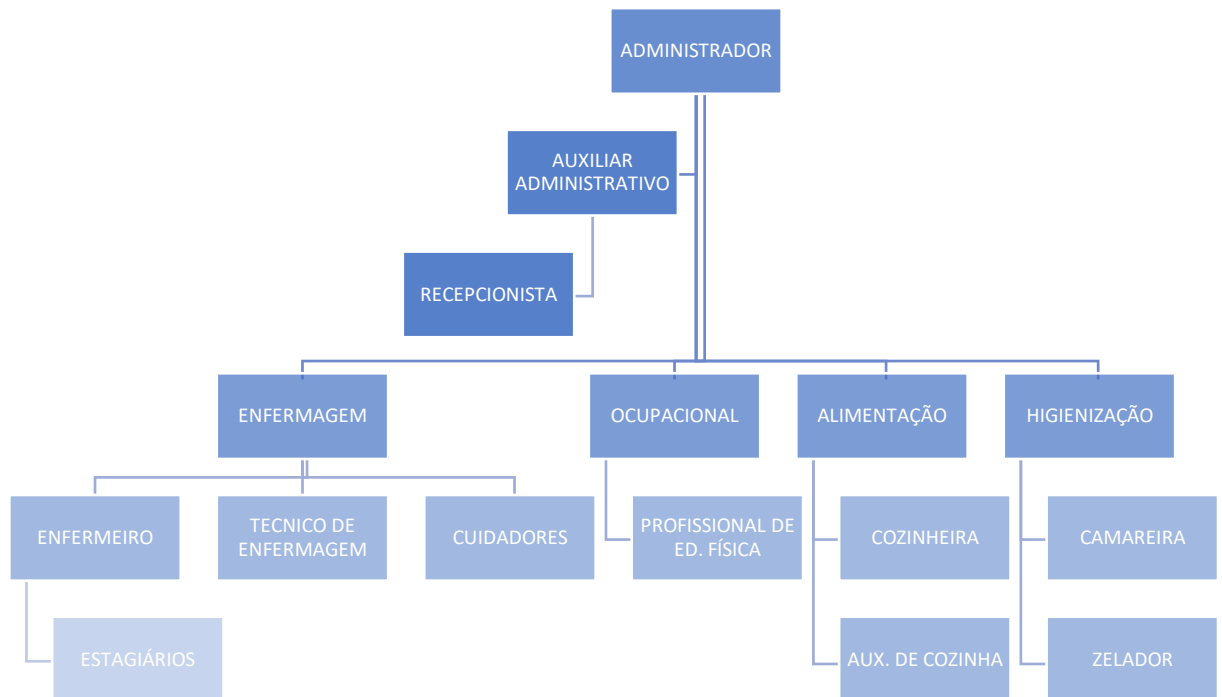 ADMINISTRADOR
AUXILIAR
ADMINISTRATIVO
RECEPCIONISTA
ENFERMAGEM
OCUPACIONAL
ALIMENTAÇÃO
HIGIENIZAÇÃO
ENFERMEIRO
TECNICO DE
ENFERMAGEM
CUIDADORES
PROFISSIONAL DE
ED. FÍSICA
COZINHEIRA
CAMAREIRA
ESTAGIÁRIOS
AUX. DE COZINHA
ZELADOR